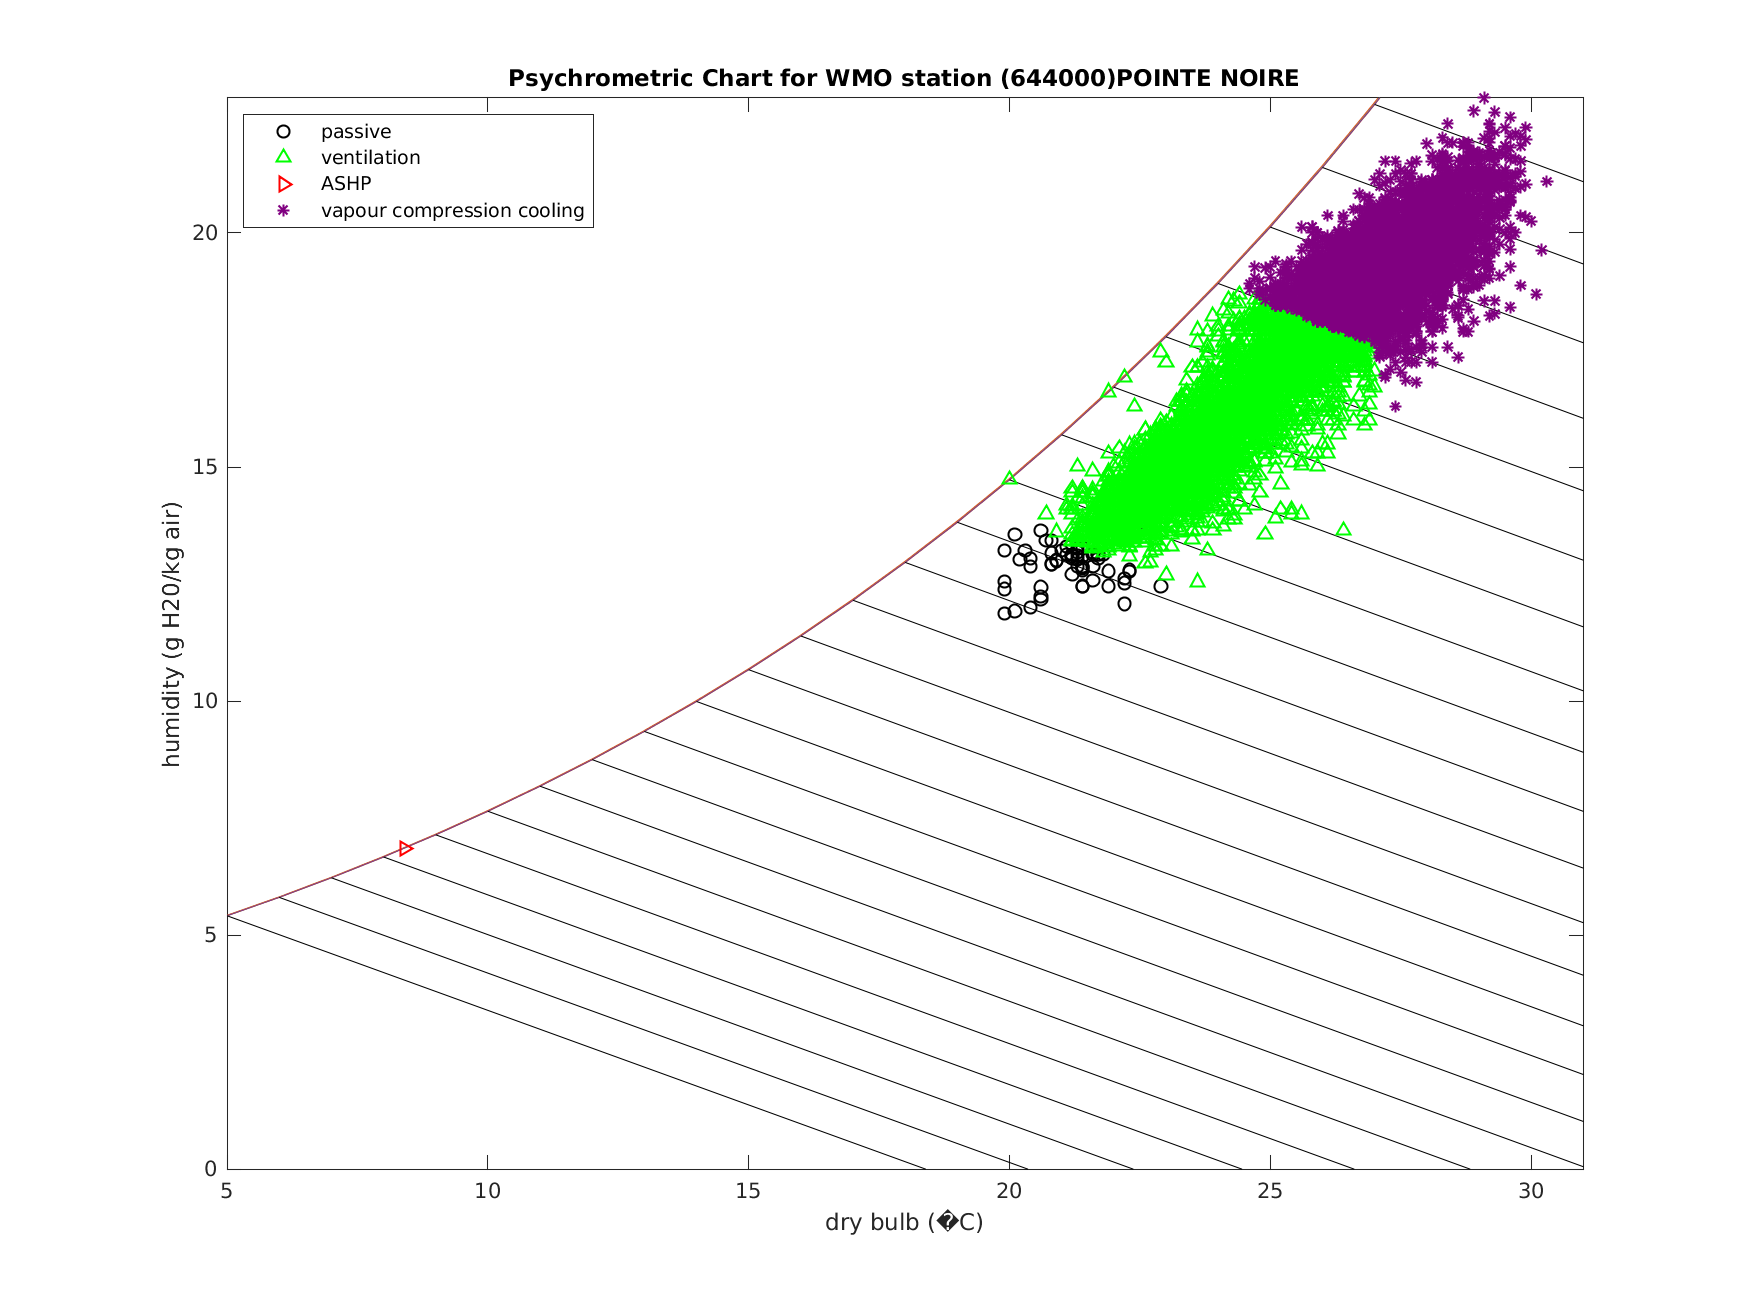 Psychrometric Chart for WMO station (644000)POINTE NOIRE
passive
ventilation
ASHP
vapour compression cooling
20
15
10
5
0
humidity (g H20/kg air)
5 10 15 20 25 30
dry bulb (�C)